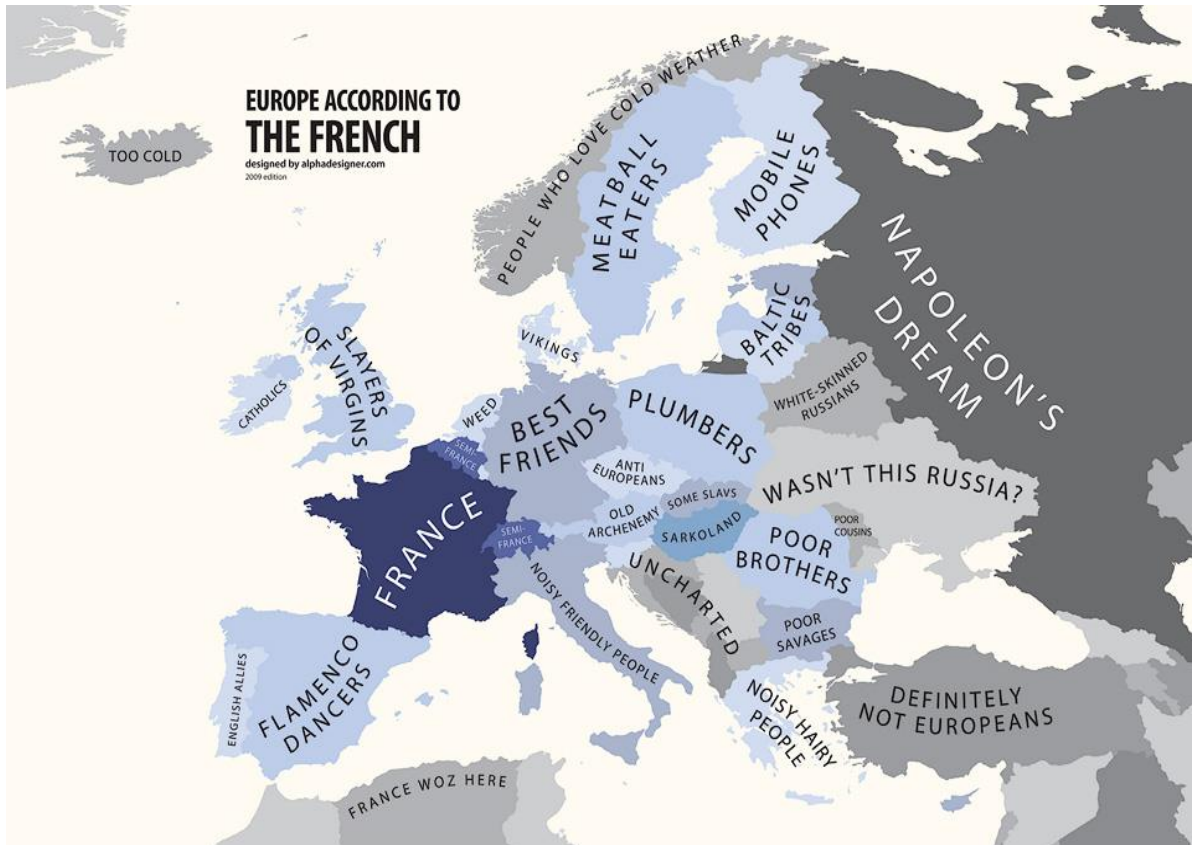 EUROPE ACCORDING TO
THE FRENCH
designed by alphadesigner.com
2009 edition
TOO COLD
PEOPLE WHO LOVE COLD WEATHER
MEATBALL
EATERS
MOBILE
PHONES
NAPOLEON'S
DREAM
BALTIC
TRIBES
VIKINGS
SLAYERS
OF VIRGINS
CATHOLICS
WEED
BEST
FRIENDS
PLUMBERS
WHITE-SKINNED
RUSSIANS
SEMI-
FRANCE
ANTI
EUROPEANS
WASN'T THIS RUSSIA?
SOME SLAVS
OLD
ARCHENEMY
SARKOLAND
POOR
COUSINS
FRANCE
SEMI-
FRANCE
POOR
BROTHERS
UNCHARTED
NOISY FRIENDLY PEOPLE
POOR
SAVAGES
ENGLISH ALLIES
FLAMENCO
DANCERS
NOISY HAIRY
PEOPLE
DEFINITELY
NOT EUROPEANS
FRANCE WOZ HERE